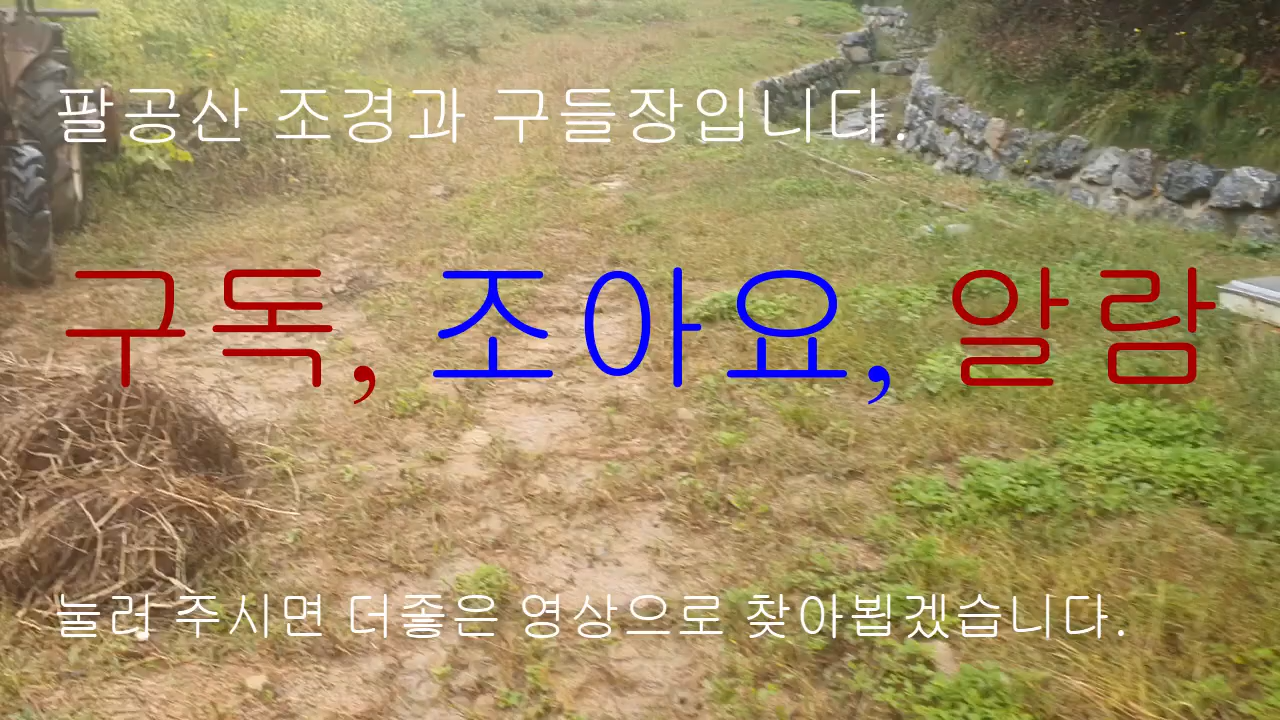 팔공산 조경과 구들장입니다.
구독, 조아요, 알람
눌러 주시면 더좋은 영상으로 찾아뵙겠습니다.